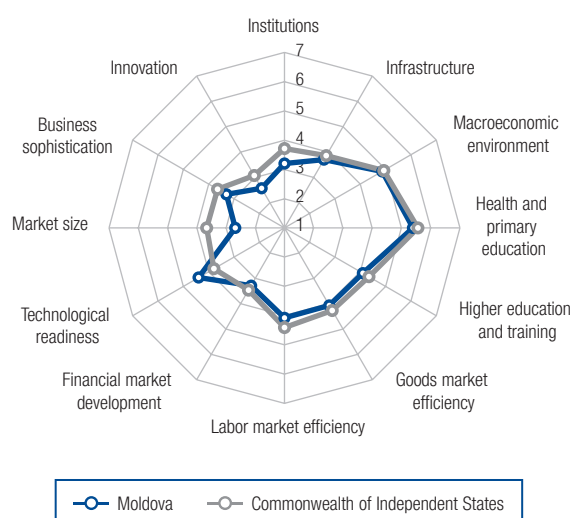 Institutions
7
6
5
4
3
2
1
Infrastructure
Macroeconomic
environment
Health and
primary
education
Higher education
and training
Goods market
efficiency
Labor market efficiency
Financial market
development
Technological
readiness
Market size
Business
sophistication
Innovation
Moldova
Commonwealth of Independent States